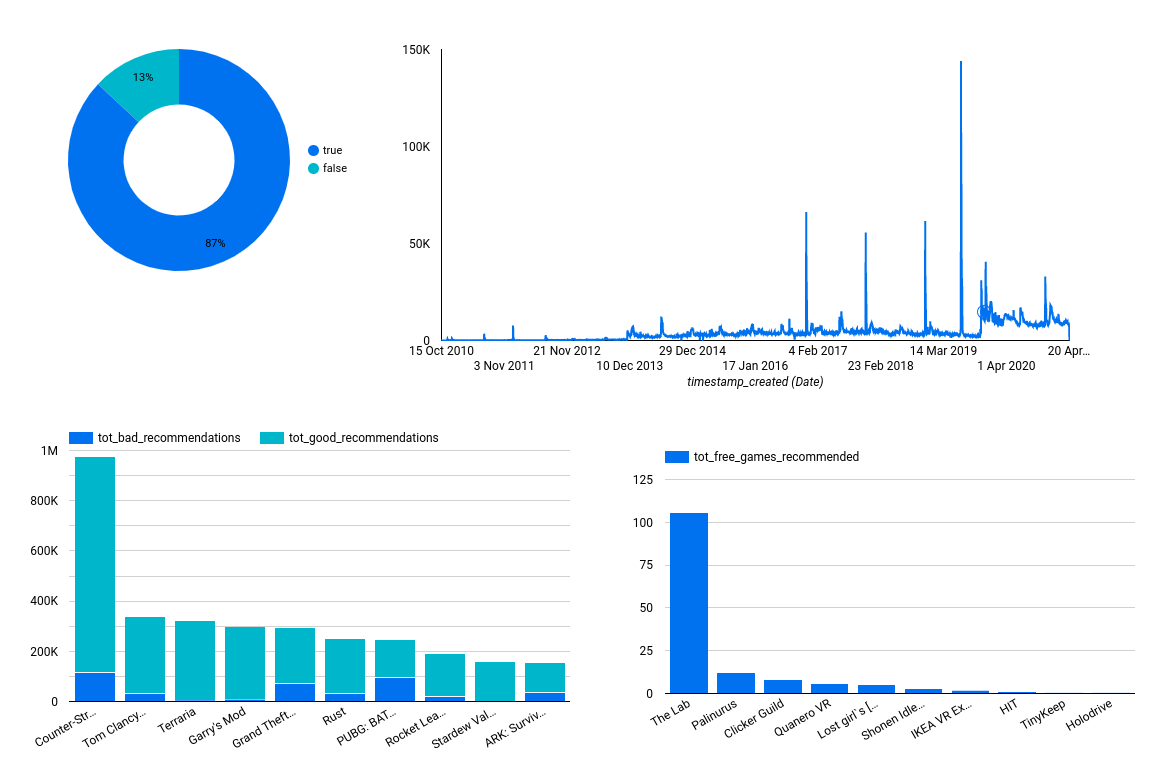 13%
87%
true
false
150K
100K
50K
0
15 Oct 2010
3 Nov 2011
21 Nov 2012
10 Dec 2013
29 Dec 2014
17 Jan 2016
4 Feb 2017
23 Feb 2018
14 Mar 2019
1 Apr 2020
20 Apr…
timestamp_created (Date)
tot_bad_recommendations tot_good_recommendations
1M
800K
600K
400K
200K
0
Counter-Str…
Tom Clancy…
Terraria
Garry's Mod
Grand Theft…
Rust
PUBG: BAT…
Rocket Lea…
Stardew Val…
ARK: Surviv…
tot_free_games_recommended
125
100
75
50
25
0
The Lab
Palinurus
Clicker Guild
Quanero VR
Lost girl`s […
Shonen Idle…
IKEA VR Ex…
HIT
TinyKeep
Holodrive